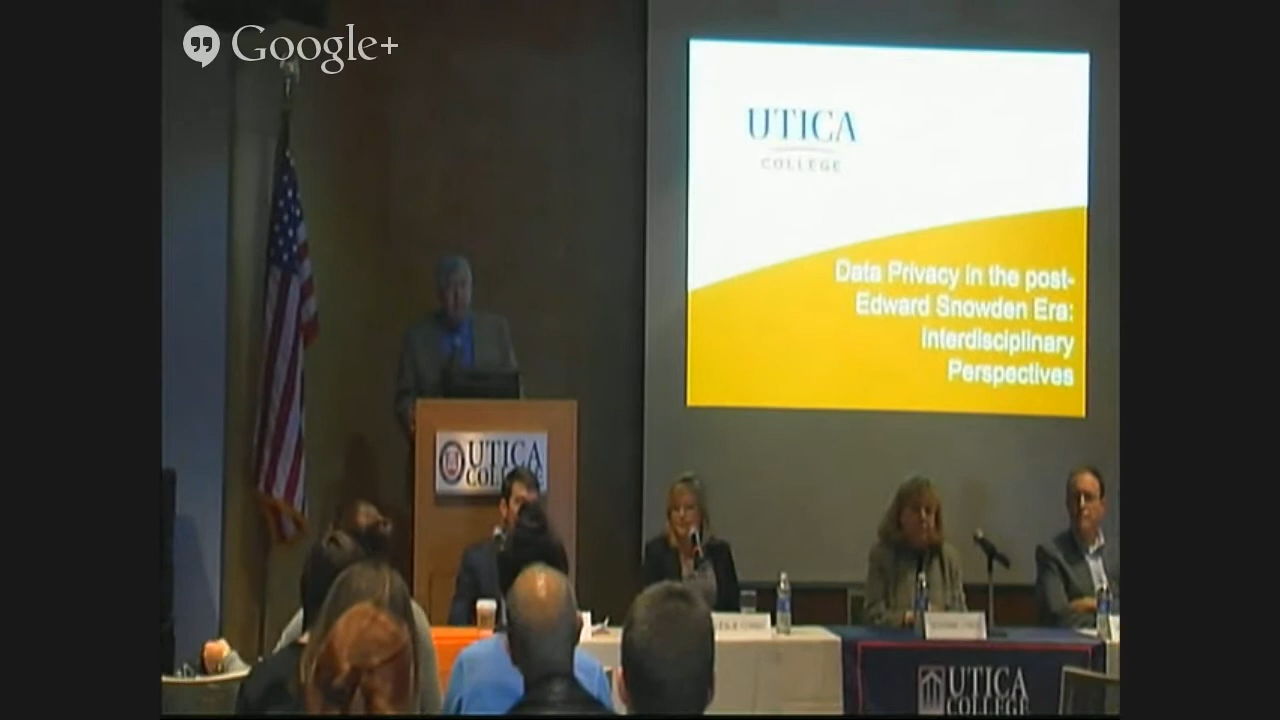 Google+
UTICA
COLLEGE
Data Privacy in the post-
Edward Snowden Era:
Interdisciplinary
Perspectives
UTICA
COLLEGE
UTICA
COLLEGE